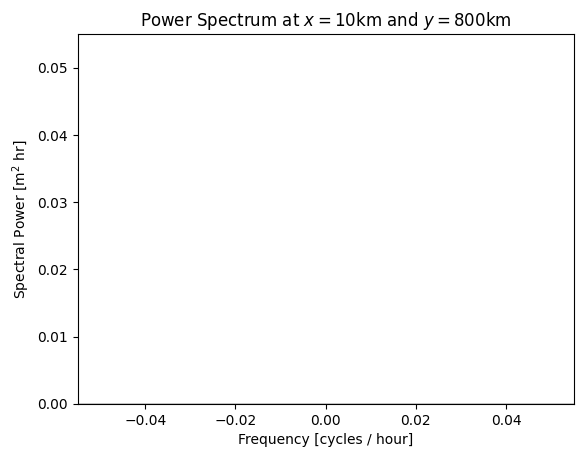 Power Spectrum at x = 10km and y = 800km
Spectral Power [m² hr]
0.05
0.04
0.03
0.02
0.01
0.00
−0.04 −0.02 0.00 0.02 0.04
Frequency [cycles / hour]